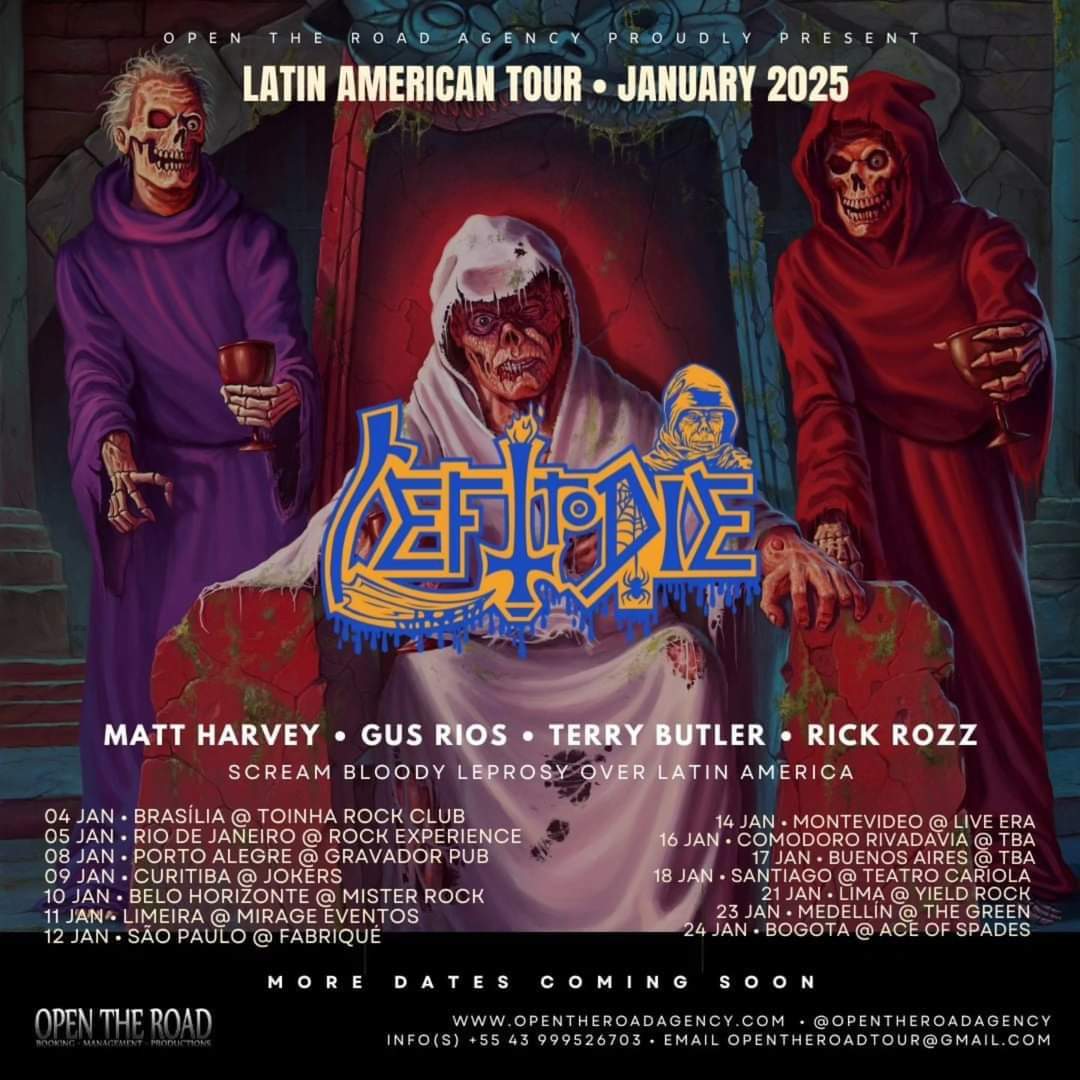 OPEN THE ROAD AGENCY PROUDLY PRESENT
LATIN AMERICAN TOUR • JANUARY 2025
LEFT TO DIE
MATT HARVEY • GUS RIOS • TERRY BUTLER • RICK ROZZ
SCREAM BLOODY LEPROSY OVER LATIN AMERICA
04 JAN • BRASÍLIA @ TOINHA ROCK CLUB
05 JAN • RIO DE JANEIRO @ ROCK EXPERIENCE
08 JAN • PORTO ALEGRE @ GRAVADOR PUB
09 JAN • CURITIBA @ JOKERS
10 JAN • BELO HORIZONTE @ MISTER ROCK
11 JAN • LIMEIRA @ MIRAGE EVENTOS
12 JAN • SÃO PAULO @ FABRIQUÉ
14 JAN • MONTEVIDEO @ LIVE ERA
16 JAN • COMODORO RIVADAVIA @ TBA
17 JAN • BUENOS AIRES @ TBA
18 JAN • SANTIAGO @ TEATRO CARIOLA
21 JAN • LIMA @ YIELD ROCK
23 JAN • MEDELLÍN @ THE GREEN
24 JAN • BOGOTA @ ACE OF SPADES
MORE DATES COMING SOON
OPEN THE ROAD
BOOKING - MANAGEMENT - PRODUCTIONS
WWW.OPENTHEROADAGENCY.COM • @OPENTHEROADAGENCY
INFO(S) +55 43 999526703 • EMAIL OPENTHEROADTOUR@GMAIL.COM